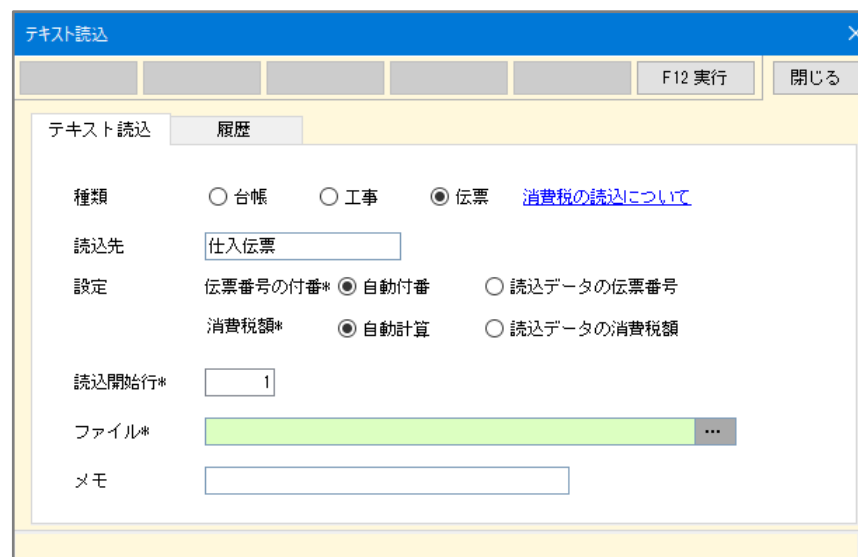 テキスト読込
F12 実行 閉じる
テキスト読込 履歴
種類 台帳 工事 伝票 消費税の読込について
読込先 仕入伝票
設定 伝票番号の付番* 自動付番 読込データの伝票番号
消費税額* 自動計算 読込データの消費税額
読込開始行* 1
ファイル* ...
メモ